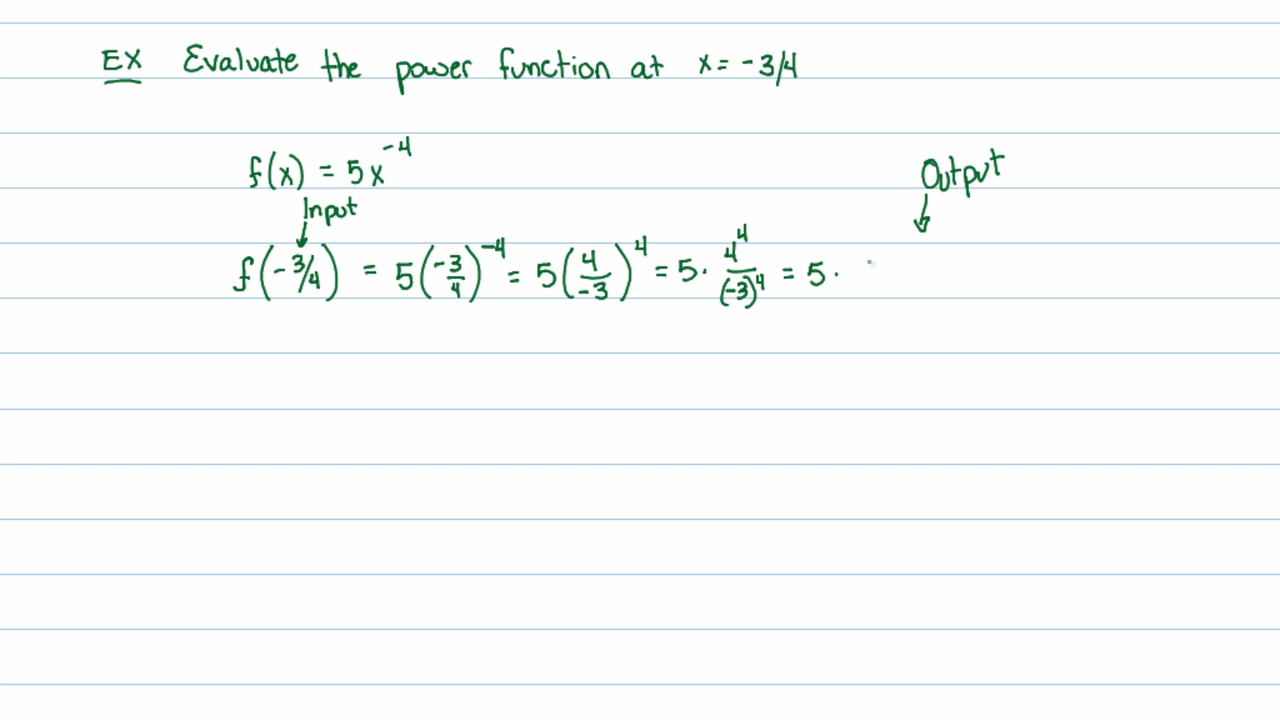 EX Evaluate the power function at x = -3/4
f(x) = 5x^-4
Output
Input
f(-3/4) = 5(-3/4)^-4 = 5(4/-3)^4 = 5 · 4^4/(-3)^4 = 5 ·